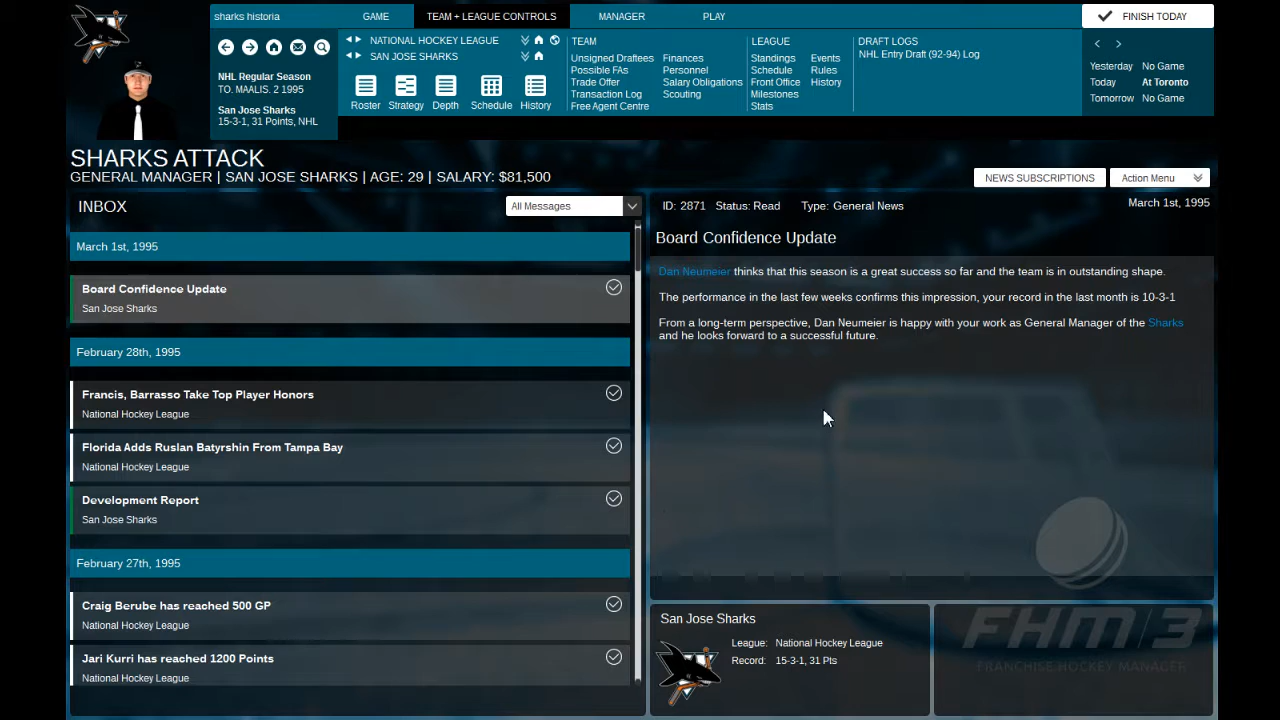 sharks historia
GAME
TEAM + LEAGUE CONTROLS
MANAGER
PLAY
FINISH TODAY
NATIONAL HOCKEY LEAGUE
SAN JOSE SHARKS
NHL Regular Season
TO. MAALIS. 2 1995
San Jose Sharks
15-3-1, 31 Points, NHL
Roster
Strategy
Depth
Schedule
History
TEAM
Unsigned Draftees
Finances
Possible FAs
Personnel
Trade Offer
Salary Obligations
Transaction Log
Scouting
Free Agent Centre
LEAGUE
Standings
Events
Schedule
Rules
Front Office
History
Milestones
Stats
DRAFT LOGS
NHL Entry Draft (92-94) Log
Yesterday No Game
Today At Toronto
Tomorrow No Game
SHARKS ATTACK
GENERAL MANAGER | SAN JOSE SHARKS | AGE: 29 | SALARY: $81,500
NEWS SUBSCRIPTIONS
Action Menu
INBOX
All Messages
March 1st, 1995
Board Confidence Update
San Jose Sharks
February 28th, 1995
Francis, Barrasso Take Top Player Honors
National Hockey League
Florida Adds Ruslan Batyrshin From Tampa Bay
National Hockey League
Development Report
San Jose Sharks
February 27th, 1995
Craig Berube has reached 500 GP
National Hockey League
Jari Kurri has reached 1200 Points
National Hockey League
ID: 2871 Status: Read Type: General News
March 1st, 1995
Board Confidence Update
Dan Neumeier thinks that this season is a great success so far and the team is in outstanding shape.
The performance in the last few weeks confirms this impression, your record in the last month is 10-3-1
From a long-term perspective, Dan Neumeier is happy with your work as General Manager of the Sharks
and he looks forward to a successful future.
San Jose Sharks
League: National Hockey League
Record: 15-3-1, 31 Pts
FHM/3
FRANCHISE HOCKEY MANAGER